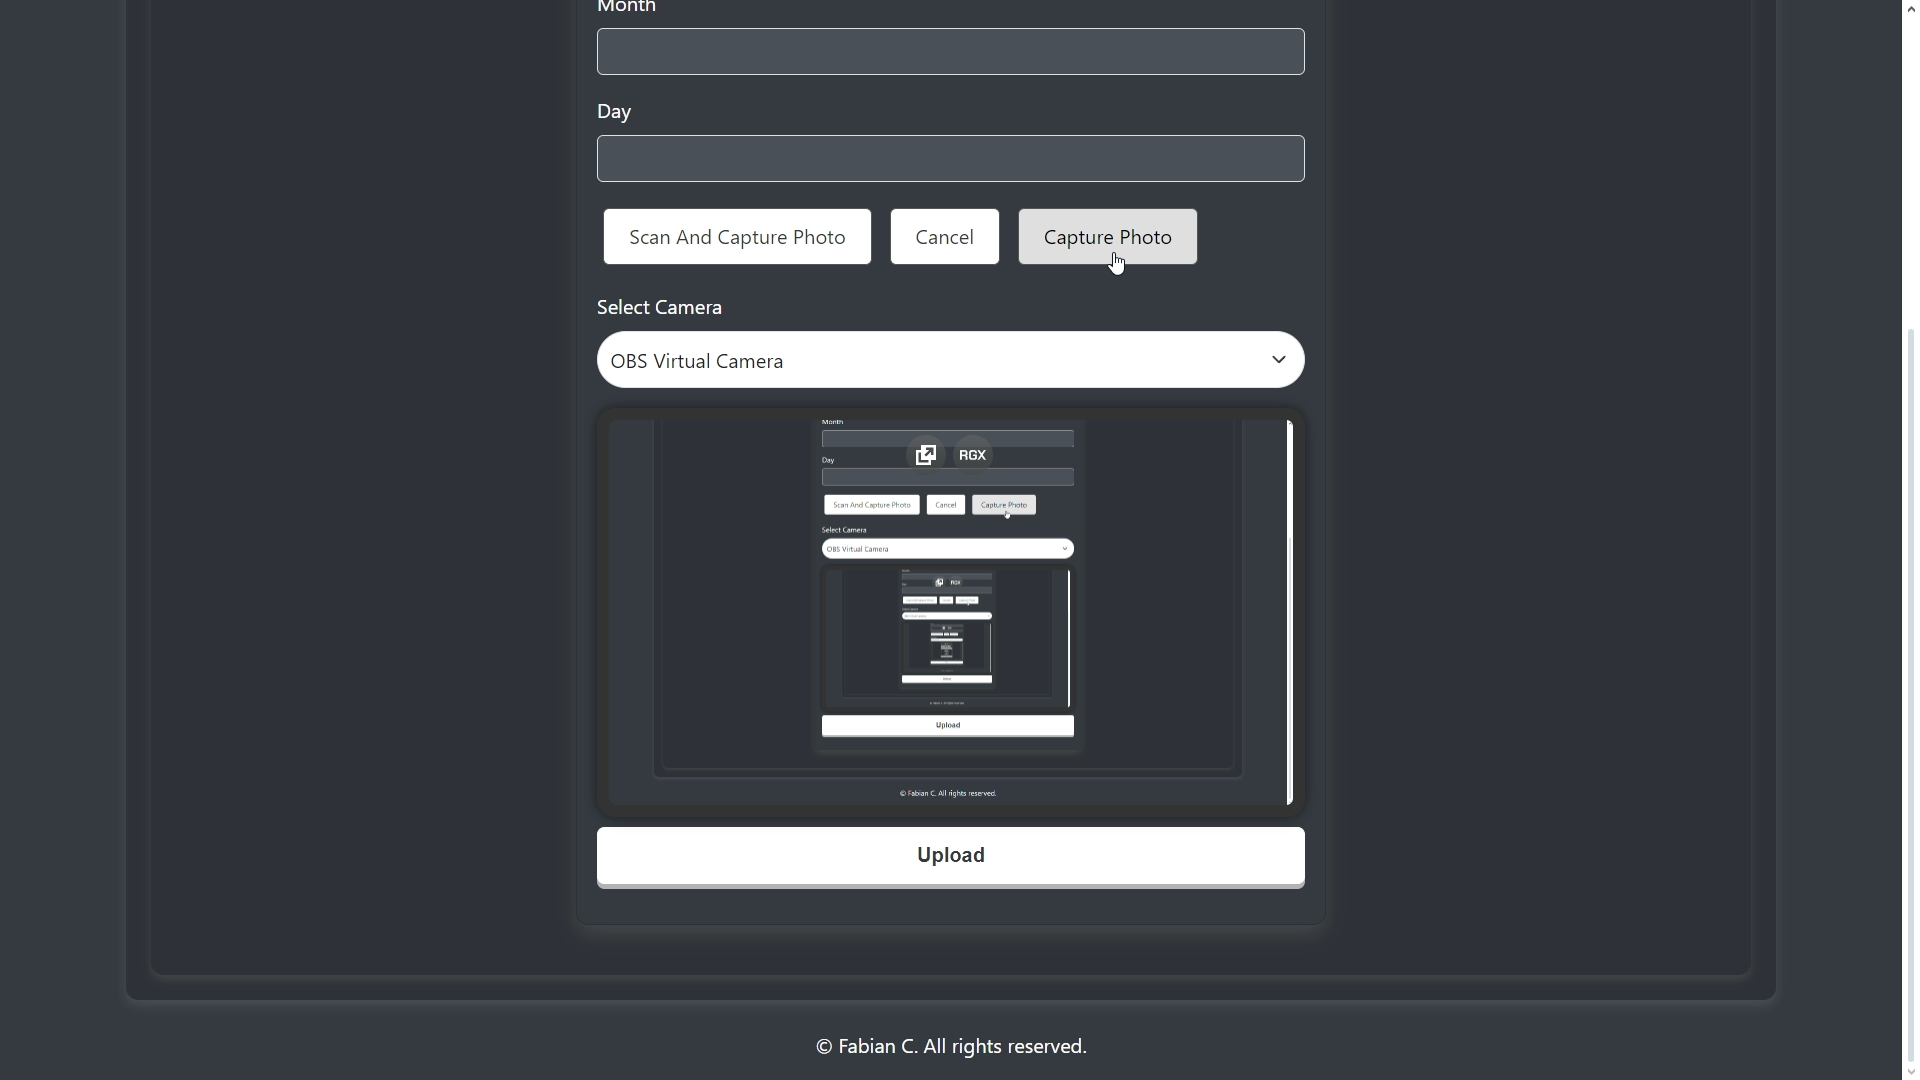 Month
Day
Scan And Capture Photo
Cancel
Capture Photo
Select Camera
OBS Virtual Camera
Month
RGX
Day
Scan And Capture Photo
Cancel
Capture Photo
Select Camera
OBS Virtual Camera
RGX
Upload
© Fabian C. All rights reserved.
Upload
© Fabian C. All rights reserved.